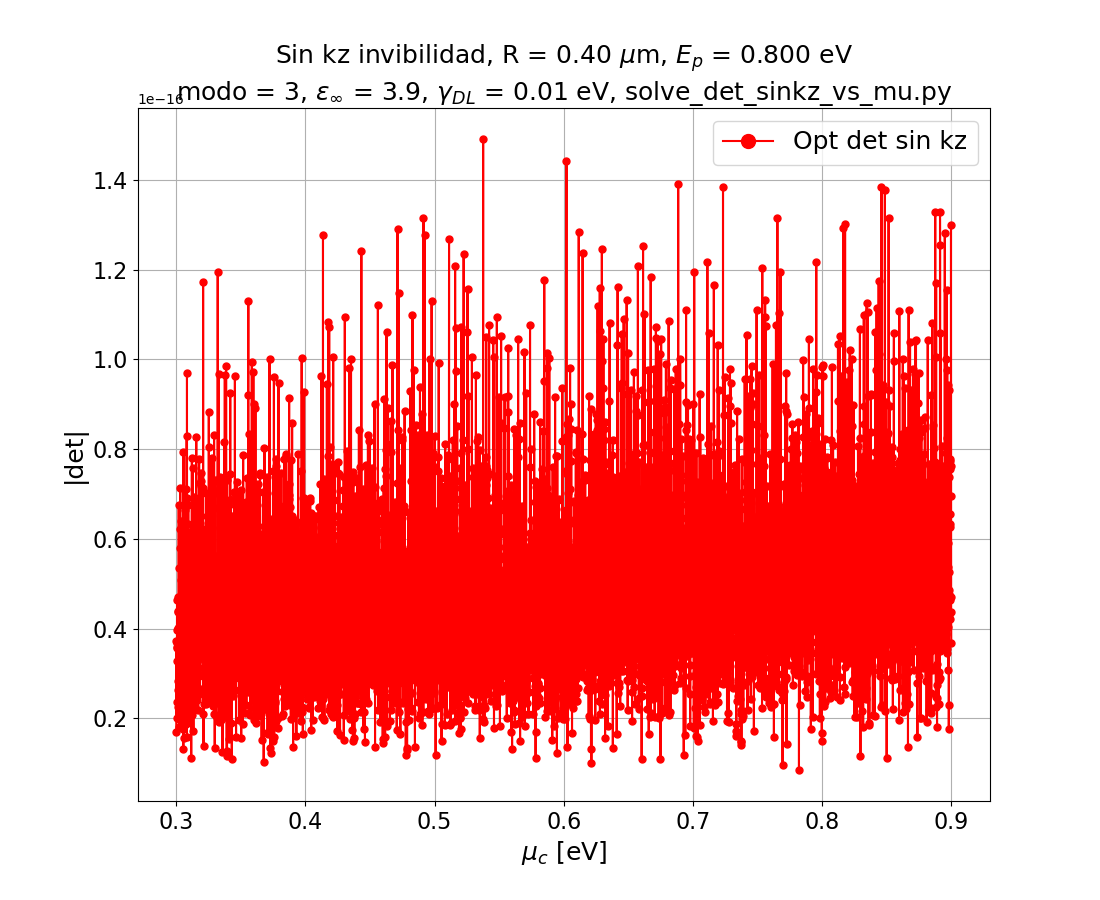 Sin kz invibilidad, R = 0.40 μm, $E_p$ = 0.800 eV
modo = 3, $ε_∞$ = 3.9, $γ_{DL}$ = 0.01 eV, solve_det_sinkz_vs_mu.py
1e−16
Opt det sin kz
1.4
1.2
1.0
0.8
0.6
0.4
0.2
|det|
0.3 0.4 0.5 0.6 0.7 0.8 0.9
$μ_c$ [eV]